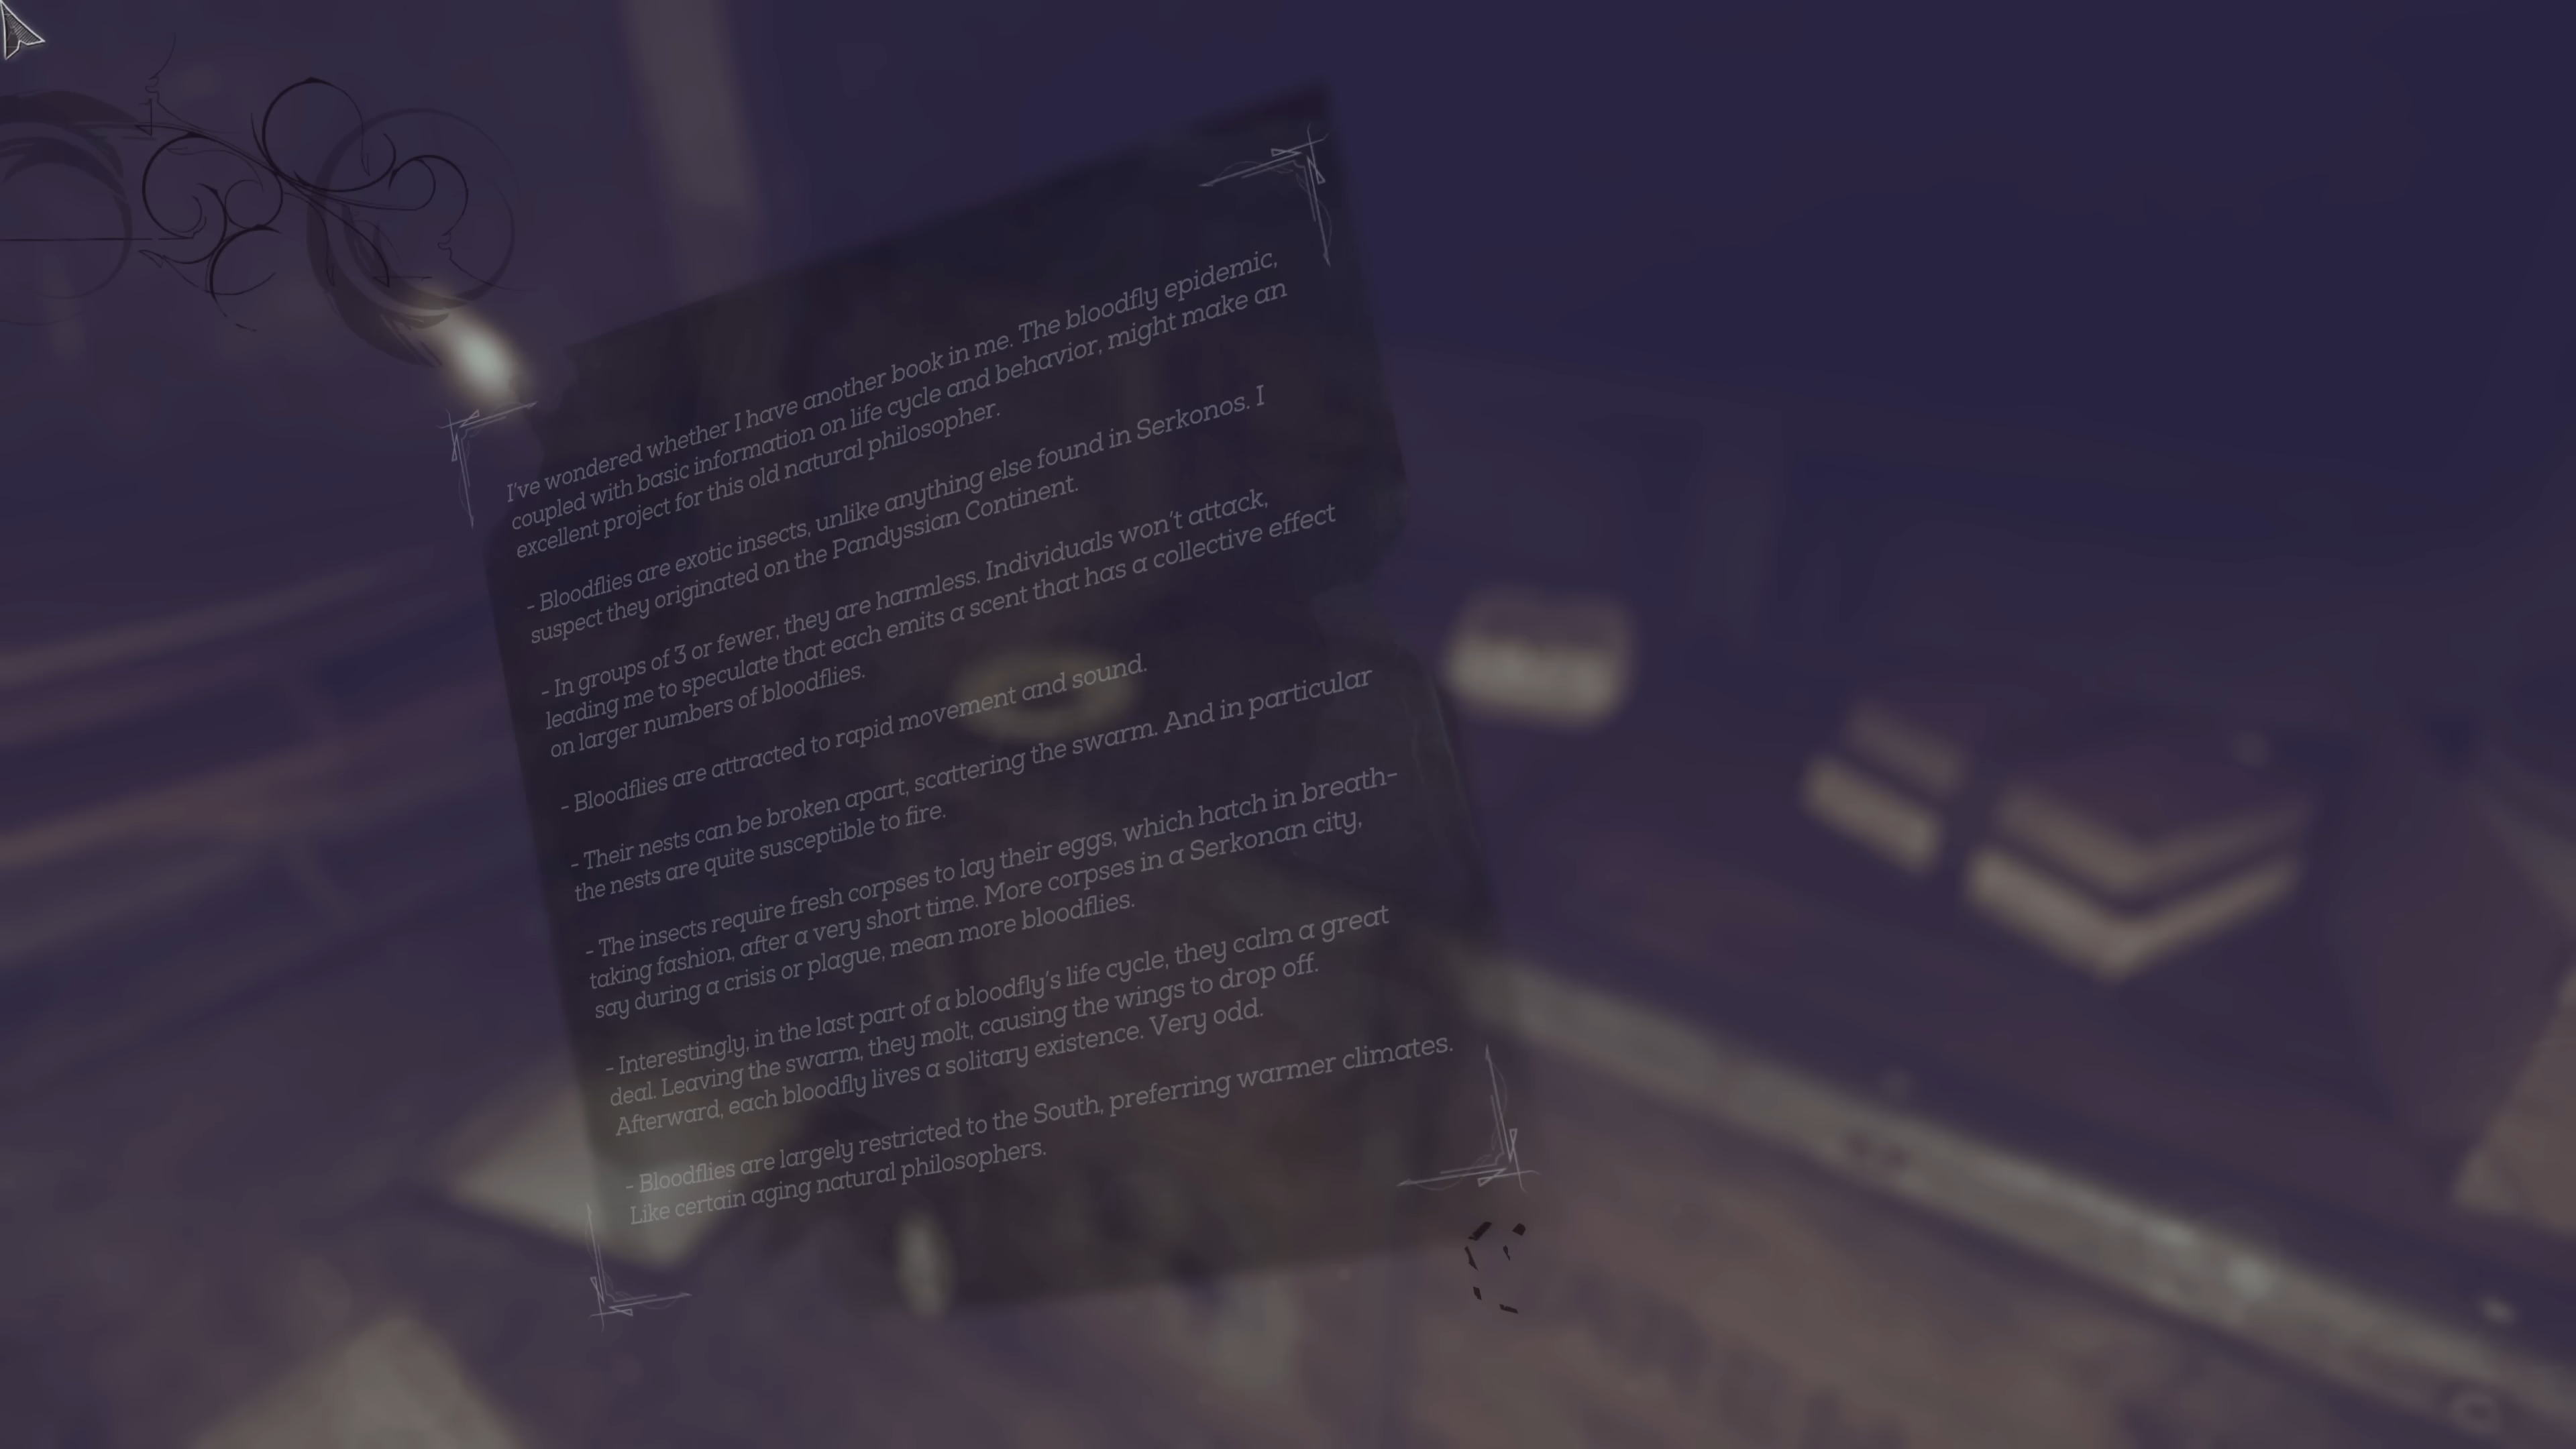 I've wondered whether I have another book in me. The bloodfly epidemic,
coupled with basic information on life cycle and behavior, might make an
excellent project for this old natural philosopher.
- Bloodflies are exotic insects, unlike anything else found in Serkonos. I
suspect they originated on the Pandyssian Continent.
- In groups of 3 or fewer, they are harmless. Individuals won't attack,
leading me to speculate that each emits a scent that has a collective effect
on larger numbers of bloodflies.
- Bloodflies are attracted to rapid movement and sound.
- Their nests can be broken apart, scattering the swarm. And in particular
the nests are quite susceptible to fire.
- The insects require fresh corpses to lay their eggs, which hatch in breath-
taking fashion, after a very short time. More corpses in a Serkonan city,
say during a crisis or plague, mean more bloodflies.
- Interestingly, in the last part of a bloodfly's life cycle, they calm a great
deal. Leaving the swarm, they molt, causing the wings to drop off.
Afterward, each bloodfly lives a solitary existence. Very odd.
- Bloodflies are largely restricted to the South, preferring warmer climates.
Like certain aging natural philosophers.